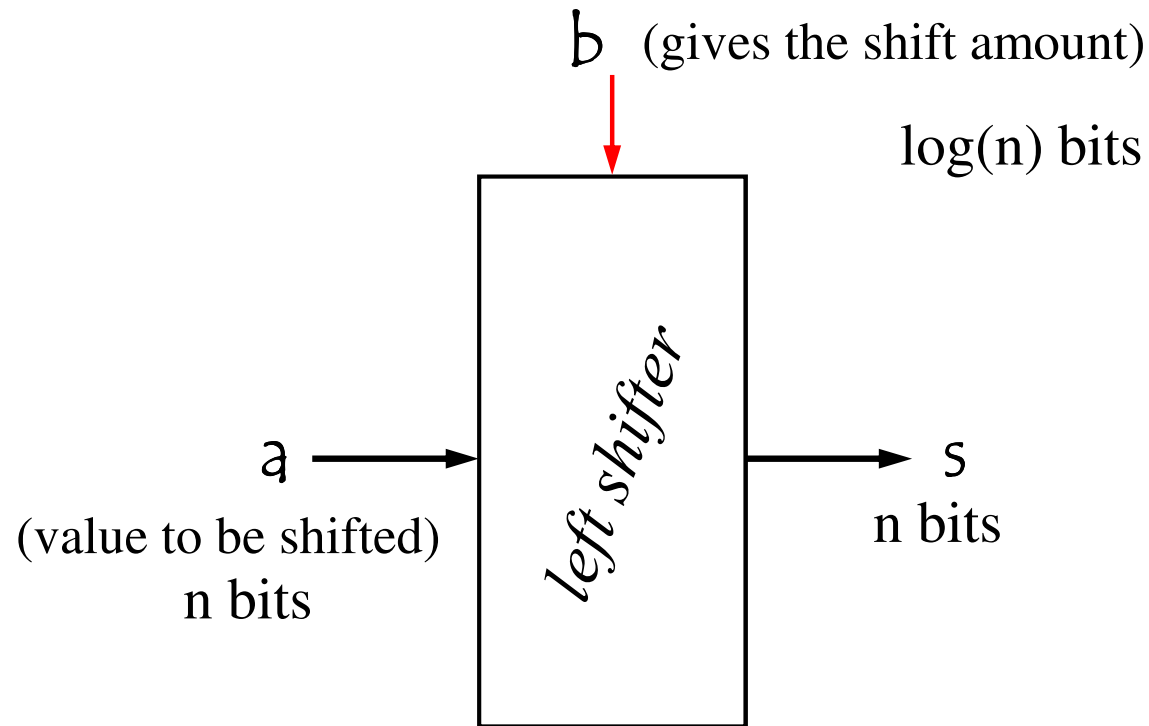 b (gives the shift amount)
log(n) bits
left shifter
a
(value to be shifted)
n bits
s
n bits